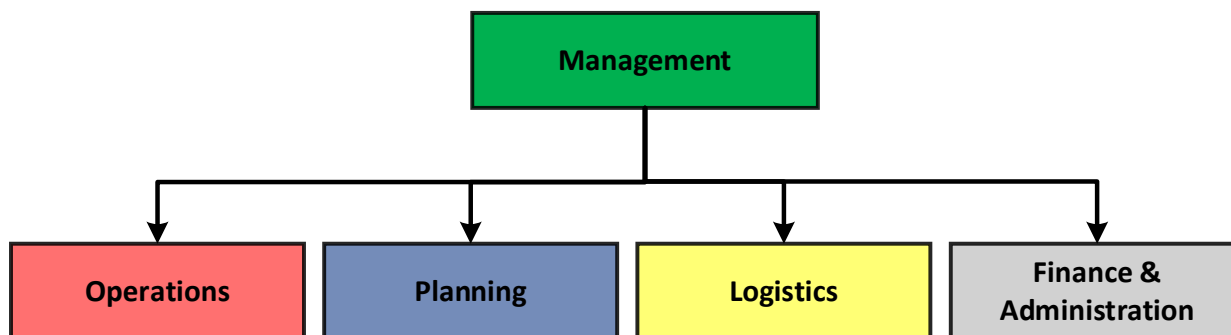 Management
Operations
Planning
Logistics
Finance &
Administration